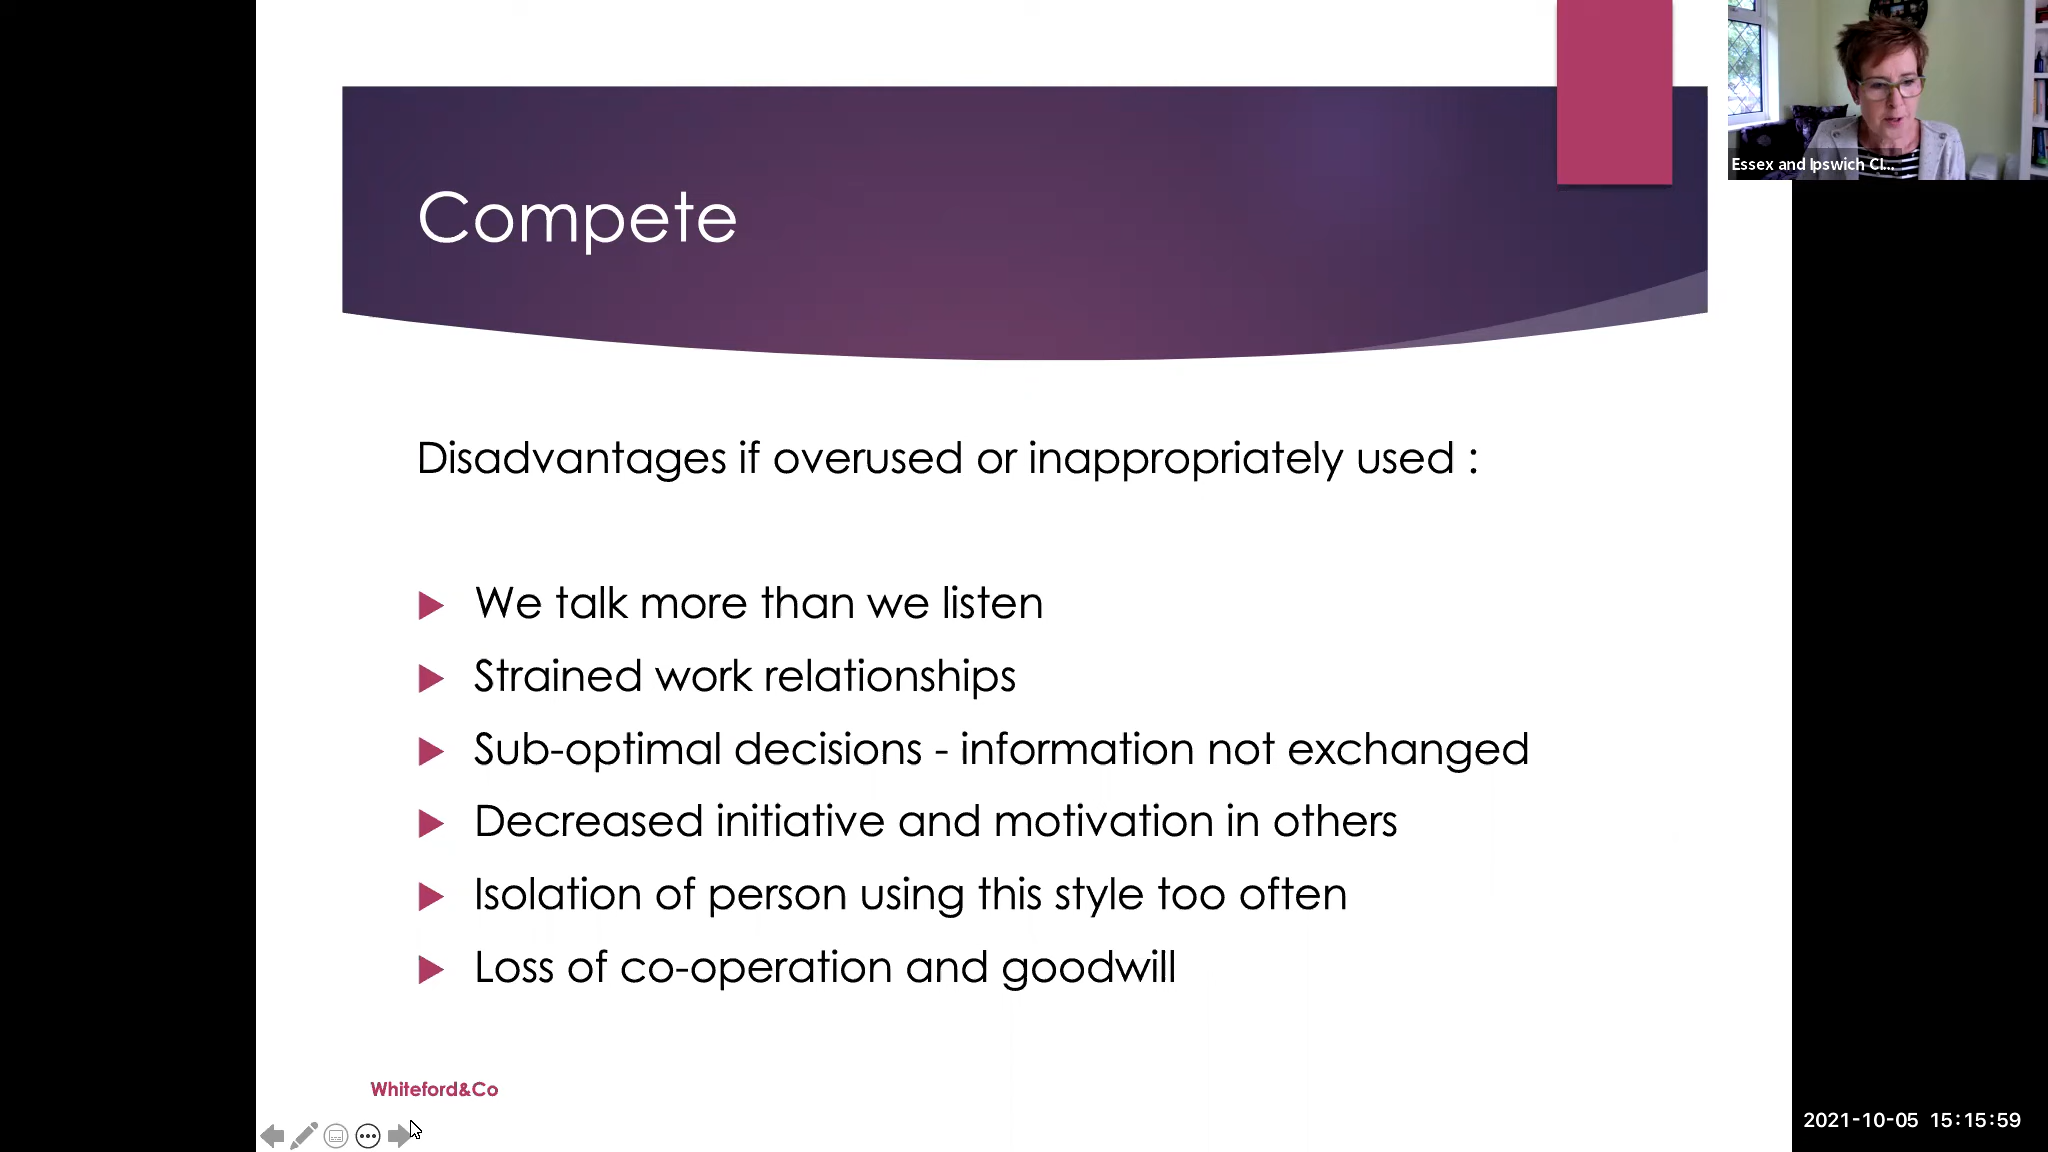 Compete
Essex and Ipswich Cl...
Disadvantages if overused or inappropriately used :
We talk more than we listen
Strained work relationships
Sub-optimal decisions - information not exchanged
Decreased initiative and motivation in others
Isolation of person using this style too often
Loss of co-operation and goodwill
Whiteford&Co
2021-10-05 15:15:59